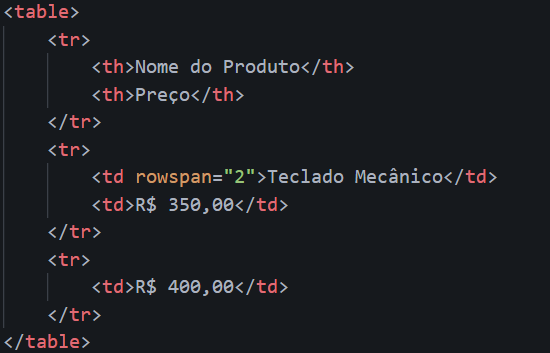 <table>
<tr>
<th>Nome do Produto</th>
<th>Preço</th>
</tr>
<tr>
<td rowspan="2">Teclado Mecânico</td>
<td>R$ 350,00</td>
</tr>
<tr>
<td>R$ 400,00</td>
</tr>
</table>